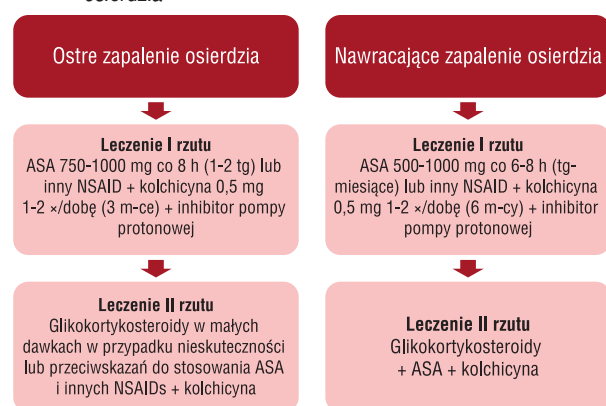 osierdzia
Ostre zapalenie osierdzia
Leczenie I rzutu
ASA 750-1000 mg co 8 h (1-2 tg) lub
inny NSAID + kolchicyna 0,5 mg
1-2 ×/dobę (3 m-ce) + inhibitor pompy
protonowej
Leczenie II rzutu
Glikokortykosteroidy w małych
dawkach w przypadku nieskuteczności
lub przeciwskazań do stosowania ASA
i innych NSAIDs + kolchicyna
Nawracające zapalenie osierdzia
Leczenie I rzutu
ASA 500-1000 mg co 6-8 h (tg-
miesiące) lub inny NSAID + kolchicyna
0,5 mg 1-2 ×/dobę (6 m-cy) + inhibitor
pompy protonowej
Leczenie II rzutu
Glikokortykosteroidy
+ ASA + kolchicyna